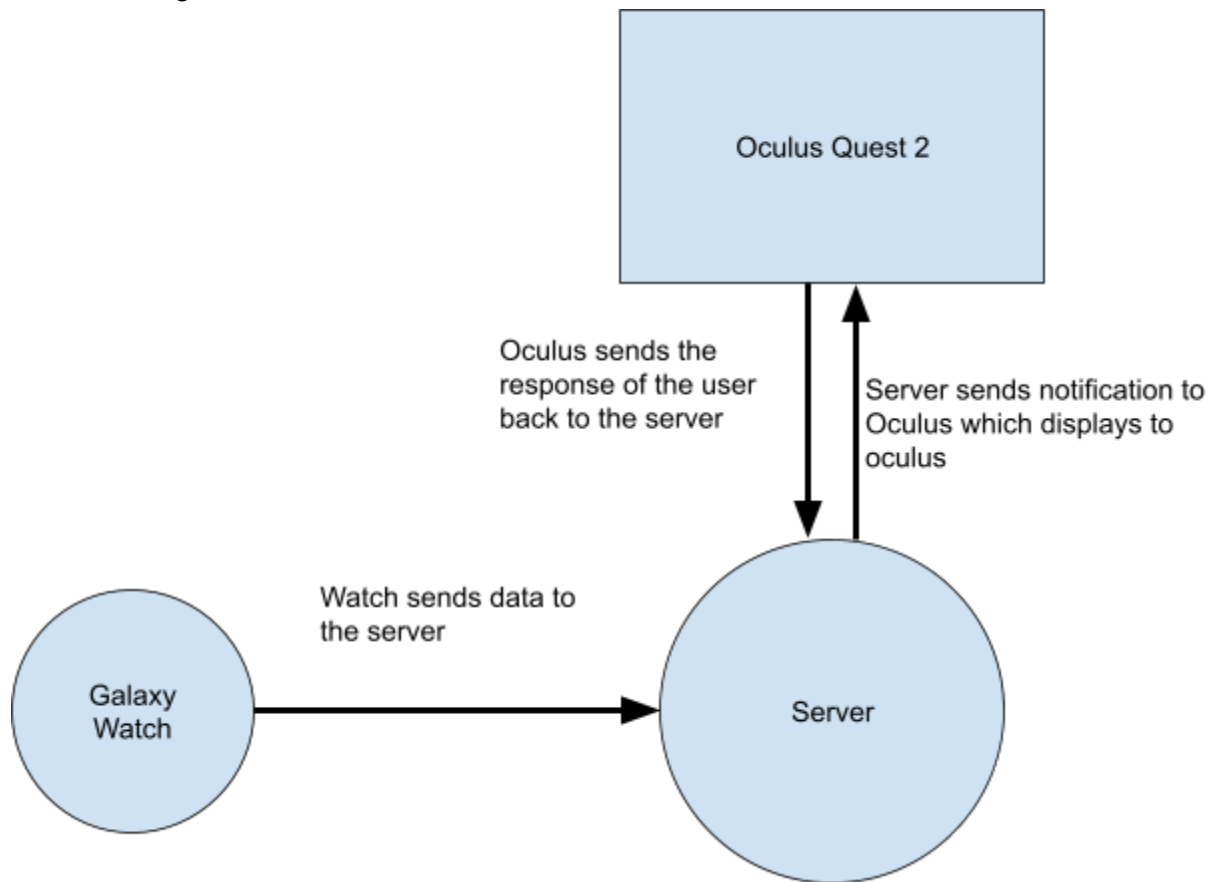 Oculus Quest 2
Oculus sends the
response of the user
back to the server
Server sends notification to
Oculus which displays to
oculus
Watch sends data to
the server
Galaxy
Watch
Server